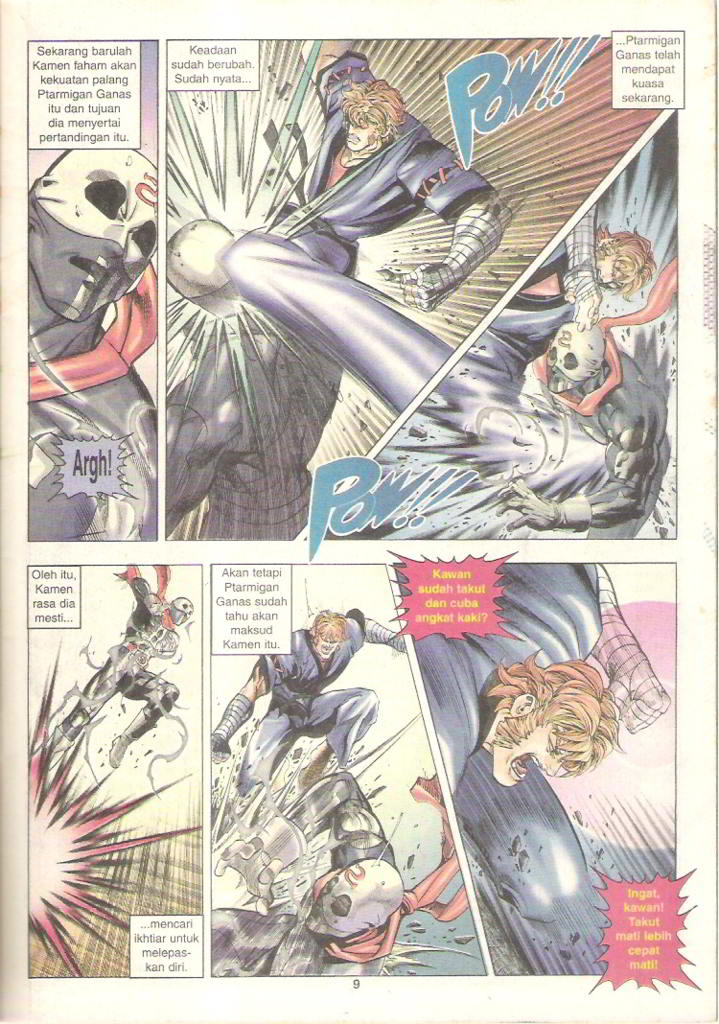 Sekarang barulah
Kamen faham akan
kekuatan palang
Ptarmigan Ganas
itu dan tujuan
dia menyertai
pertandingan itu.
Keadaan
sudah berubah.
Sudah nyata...
POW!!
...Ptarmigan
Ganas telah
mendapat
kuasa
sekarang.
Argh!
POW!!
Oleh itu,
Kamen
rasa dia
mesti...
...mencari
ikhtiar untuk
melepas-
kan diri.
Akan tetapi
Ptarmigan
Ganas sudah
tahu akan
maksud
Kamen itu.
Kawan
sudah takut
dan cuba
angkat kaki?
Ingat,
kawan!
Takut
mati lebih
cepat
mati!
9